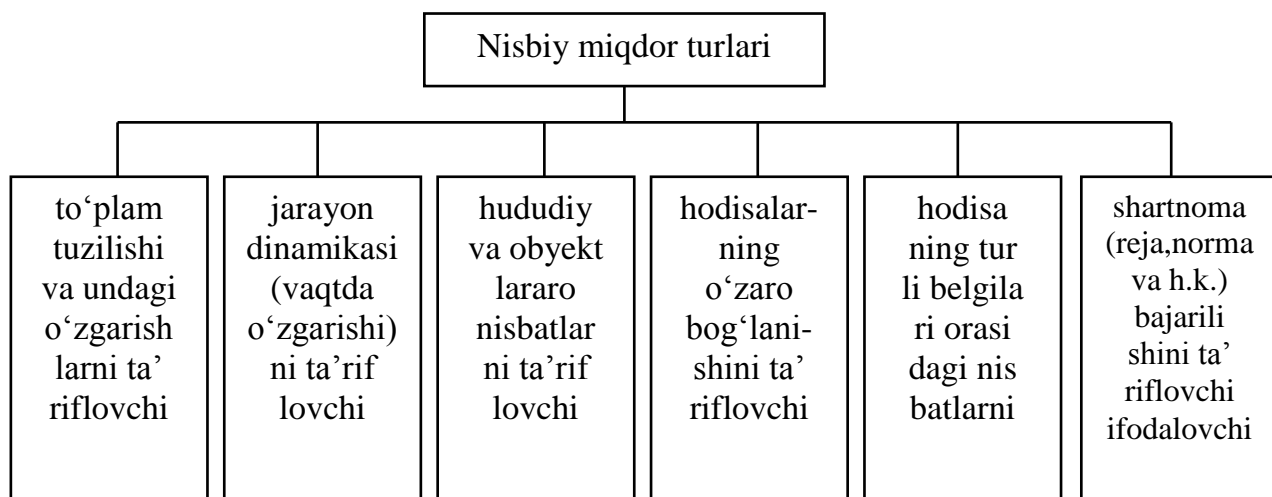 Nisbiy miqdor turlari
to‘plam
tuzilishi
va undagi
o‘zgarish
larni ta’
riflovchi
jarayon
dinamikasi
(vaqtda
o‘zgarishi)
ni ta’rif
lovchi
hududiy
va obyekt
lararo
nisbatlar
ni ta’rif
lovchi
hodisalar-
ning
o‘zaro
bog‘lani-
shini ta’
riflovchi
hodisa
ning tur
li belgila
ri orasi
dagi nis
batlarni
shartnoma
(reja,norma
va h.k.)
bajarili
shini ta’
riflovchi
ifodalovchi